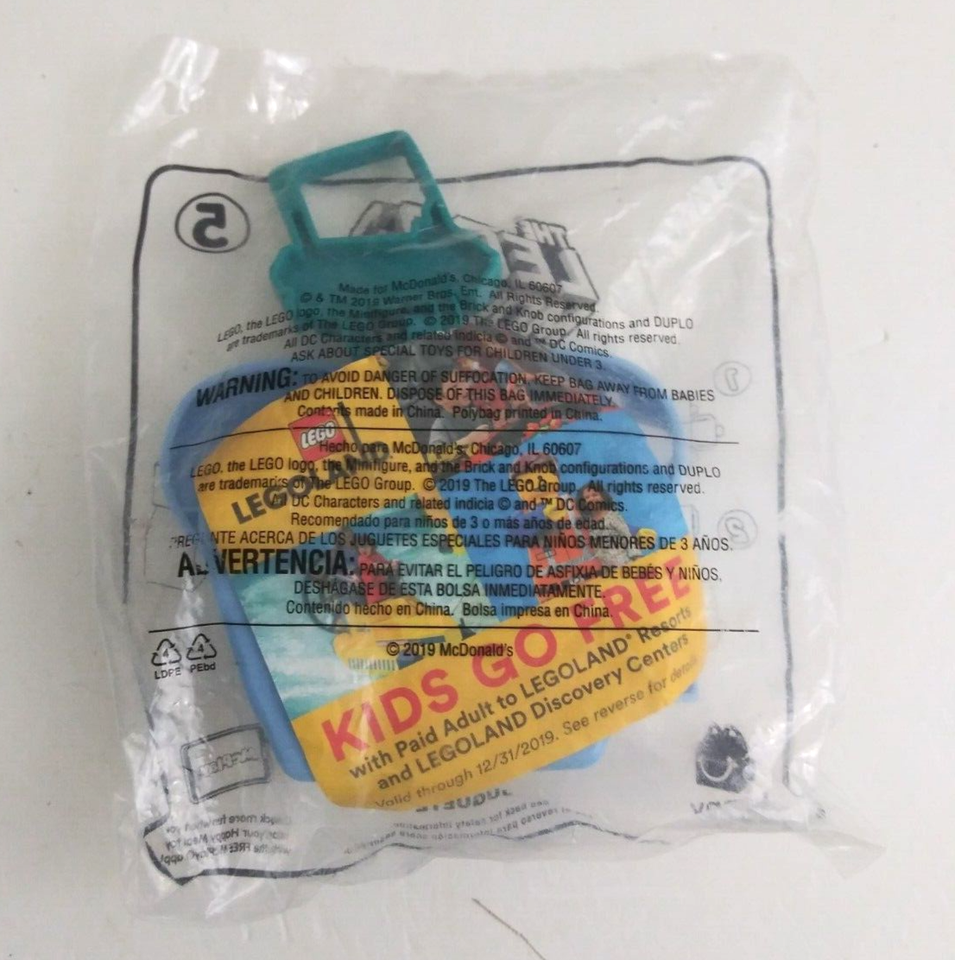 5
THE
LE
Made for McDonald's, Chicago, IL 60607
© & TM 2019 Warner Bros. Ent. All Rights Reserved.
LEGO, the LEGO logo, the Minifigure, and the Brick and Knob configurations and DUPLO
are trademarks of The LEGO Group. © 2019 The LEGO Group. All rights reserved.
All DC Characters and related indicia © and ™ DC Comics.
ASK ABOUT SPECIAL TOYS FOR CHILDREN UNDER 3.
WARNING: TO AVOID DANGER OF SUFFOCATION, KEEP BAG AWAY FROM BABIES
AND CHILDREN. DISPOSE OF THIS BAG IMMEDIATELY.
Contents made in China. Polybag printed in China.
1
Hecho para McDonald's, Chicago, IL 60607
LEGO, the LEGO logo, the Minifigure, and the Brick and Knob configurations and DUPLO
are trademarks of The LEGO Group. © 2019 The LEGO Group. All rights reserved.
All DC Characters and related indicia © and ™ DC Comics.
Recomendado para niños de 3 o más años de edad.
PREG NTE ACERCA DE LOS JUGUETES ESPECIALES PARA NIÑOS MENORES DE 3 AÑOS.
2
ADVERTENCIA: PARA EVITAR EL PELIGRO DE ASFIXIA DE BEBÉS Y NIÑOS,
DESHÁGASE DE ESTA BOLSA INMEDIATAMENTE.
Contenido hecho en China. Bolsa impresa en China.
© 2019 McDonald's
4 4
LDPE PEbd
LEGO
LEGOLAND
KIDS GO FREE
with Paid Adult to LEGOLAND® Resorts
and LEGOLAND Discovery Centers
Valid through 12/31/2019. See reverse for details